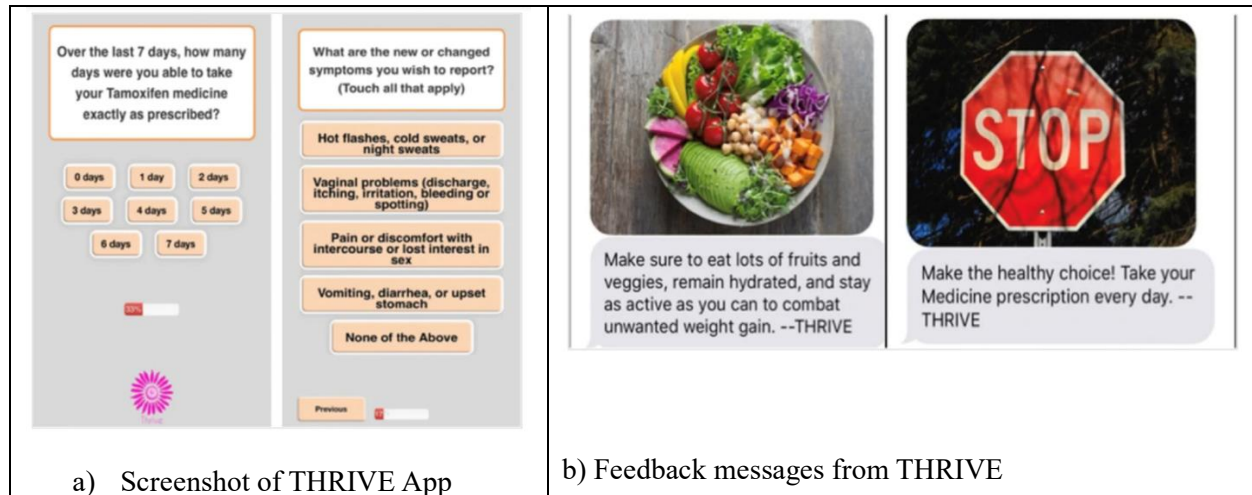 Over the last 7 days, how many
days were you able to take
your Tamoxifen medicine
exactly as prescribed?
0 days
1 day
2 days
3 days
4 days
5 days
6 days
7 days
33%
Thrive
What are the new or changed
symptoms you wish to report?
(Touch all that apply)
Hot flashes, cold sweats, or
night sweats
Vaginal problems (discharge,
itching, irritation, bleeding or
spotting)
Pain or discomfort with
intercourse or lost interest in
sex
Vomiting, diarrhea, or upset
stomach
None of the Above
Previous
a) Screenshot of THRIVE App
Make sure to eat lots of fruits and
veggies, remain hydrated, and stay
as active as you can to combat
unwanted weight gain. --THRIVE
STOP
Make the healthy choice! Take your
Medicine prescription every day. --
THRIVE
b) Feedback messages from THRIVE